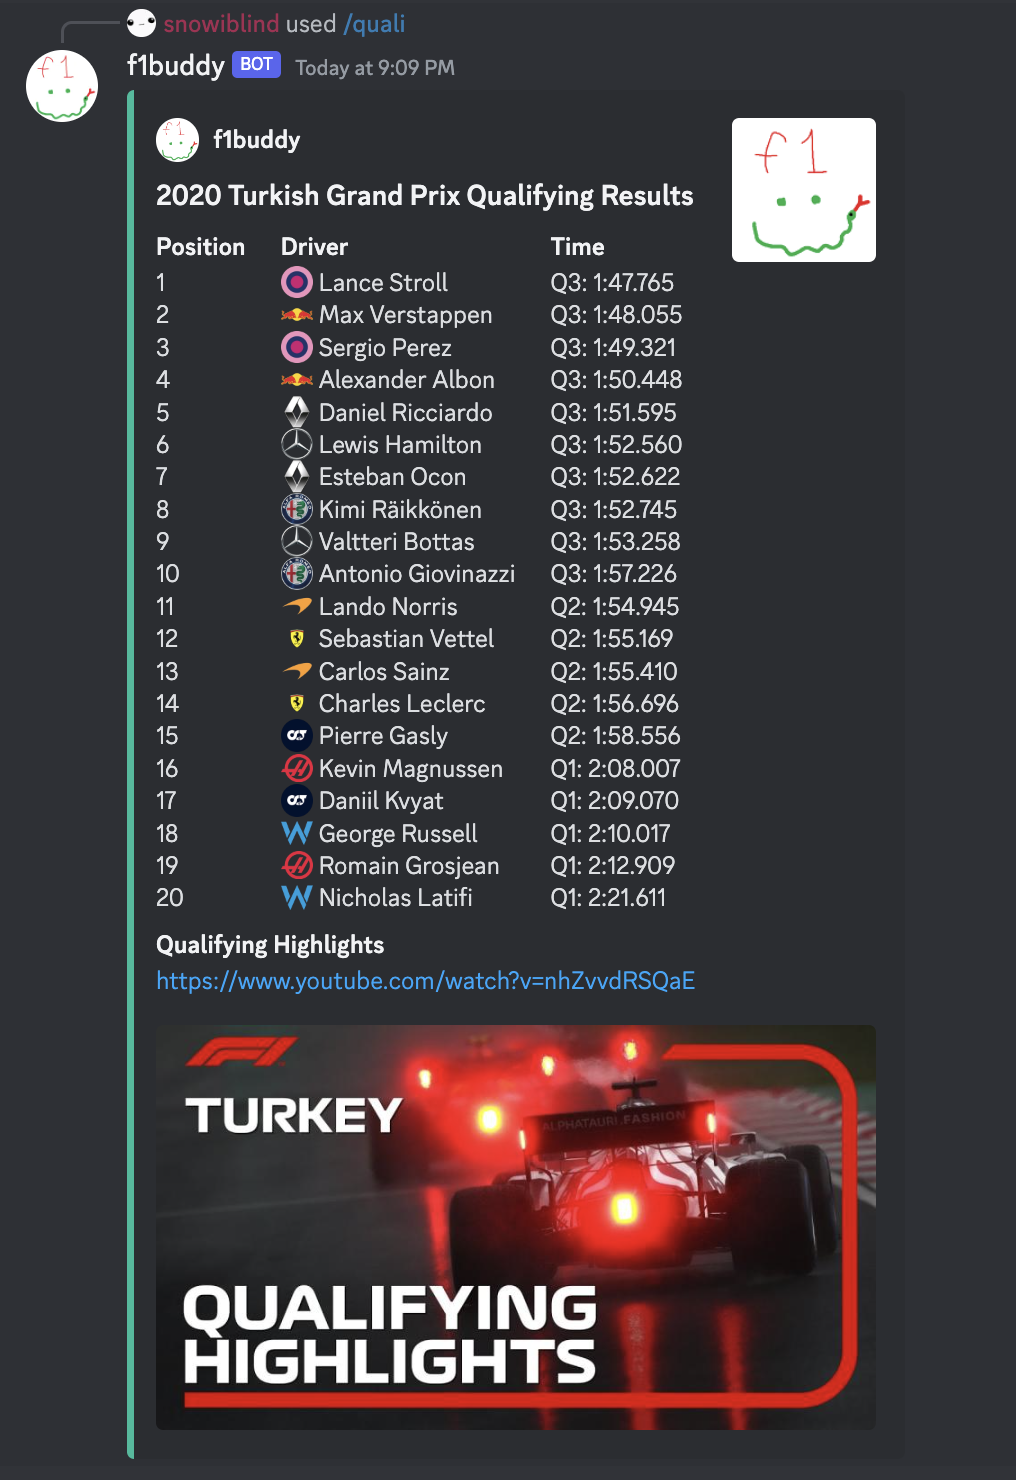 snowiblind used /quali
f1buddy BOT Today at 9:09 PM
f1
f1
f1buddy
f1
2020 Turkish Grand Prix Qualifying Results
Position Driver Time
1 Lance Stroll Q3: 1:47.765
2 Max Verstappen Q3: 1:48.055
3 Sergio Perez Q3: 1:49.321
4 Alexander Albon Q3: 1:50.448
5 Daniel Ricciardo Q3: 1:51.595
6 Lewis Hamilton Q3: 1:52.560
7 Esteban Ocon Q3: 1:52.622
8 Kimi Räikkönen Q3: 1:52.745
9 Valtteri Bottas Q3: 1:53.258
10 Antonio Giovinazzi Q3: 1:57.226
11 Lando Norris Q2: 1:54.945
12 Sebastian Vettel Q2: 1:55.169
13 Carlos Sainz Q2: 1:55.410
14 Charles Leclerc Q2: 1:56.696
15 Pierre Gasly Q2: 1:58.556
16 Kevin Magnussen Q1: 2:08.007
17 Daniil Kvyat Q1: 2:09.070
18 George Russell Q1: 2:10.017
19 Romain Grosjean Q1: 2:12.909
20 Nicholas Latifi Q1: 2:21.611
Qualifying Highlights
https://www.youtube.com/watch?v=nhZvvdRSQaE
F1
TURKEY
ALPHATAURI.FASHION
QUALIFYING
HIGHLIGHTS